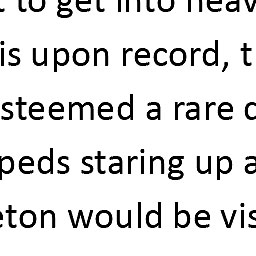 to get into heav
is upon record, t
steemed a rare
peds staring up a
eton would be vis